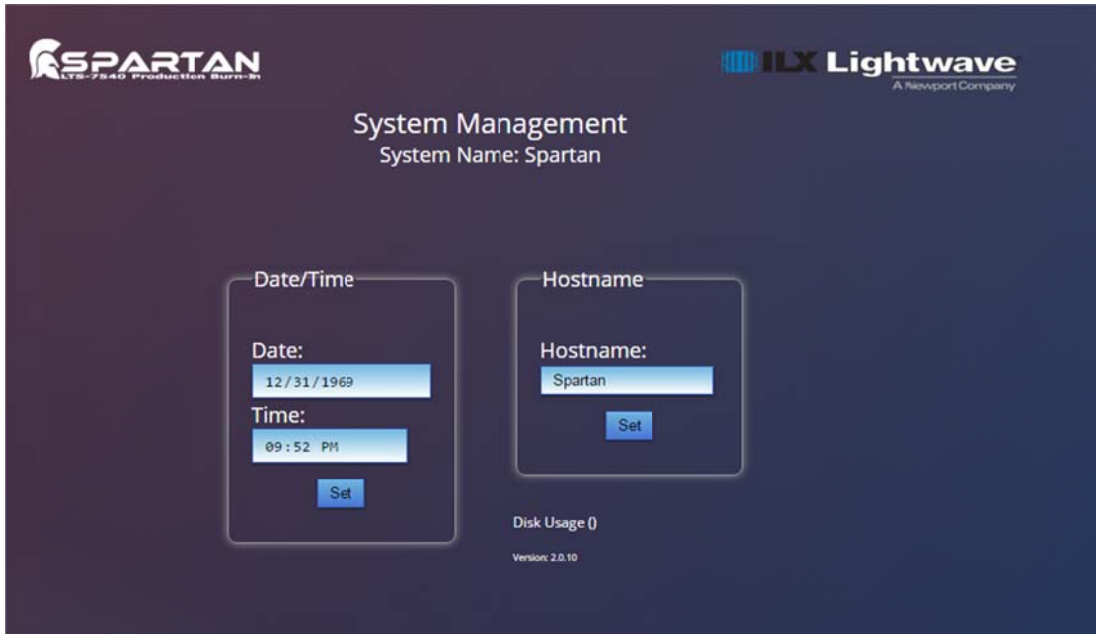 SPARTAN
LTS-7540 Production Burn-In
ILX Lightwave
A Newport Company
System Management
System Name: Spartan
Date/Time
Date:
12/31/1969
Time:
09:52 PM
Set
Hostname
Hostname:
Spartan
Set
Disk Usage ()
Version: 2.0.10